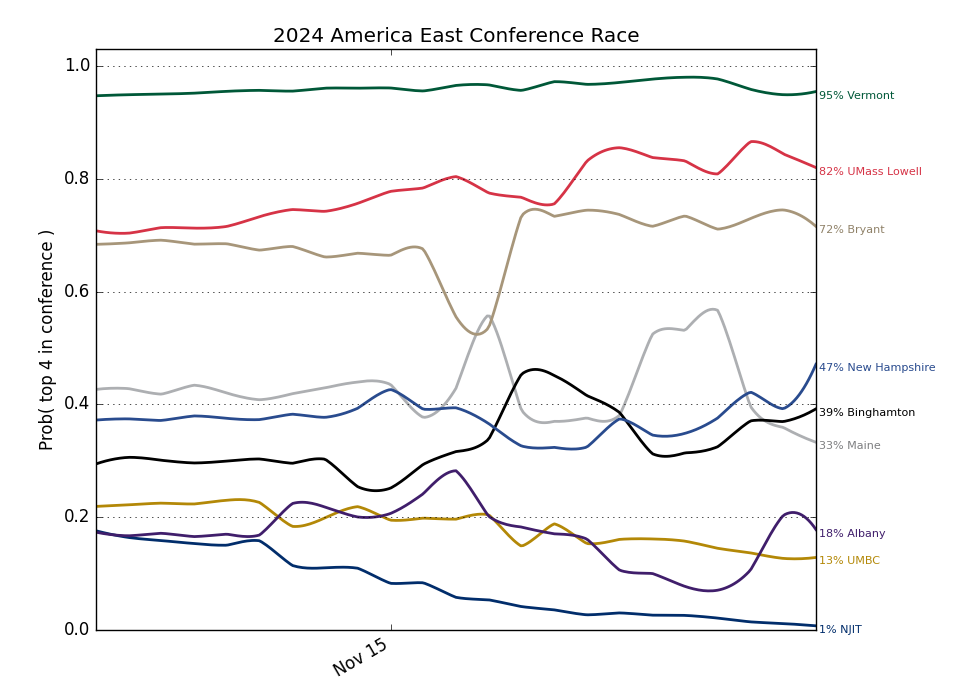 2024 America East Conference Race
1.0
0.8
0.6
0.4
0.2
0.0
Prob( top 4 in conference )
Nov 15
95% Vermont
82% UMass Lowell
72% Bryant
47% New Hampshire
39% Binghamton
33% Maine
18% Albany
13% UMBC
1% NJIT